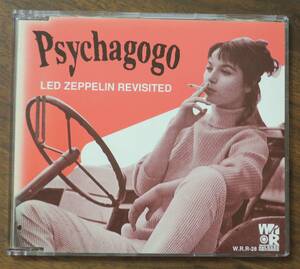 Psychagogo
LED ZEPPELIN REVISITED
W.R.R-28